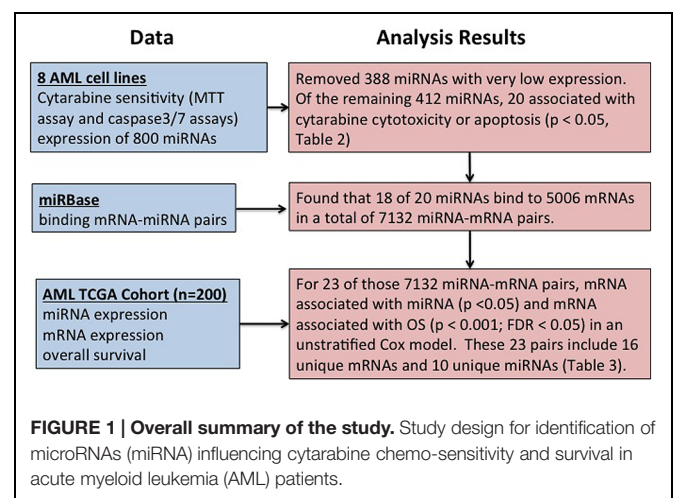 Data
Analysis Results
8 AML cell lines
Cytarabine sensitivity (MTT
assay and caspase3/7 assays)
expression of 800 miRNAs
Removed 388 miRNAs with very low expression.
Of the remaining 412 miRNAs, 20 associated with
cytarabine cytotoxicity or apoptosis (p < 0.05,
Table 2)
miRBase
binding mRNA-miRNA pairs
Found that 18 of 20 miRNAs bind to 5006 mRNAs
in a total of 7132 miRNA-mRNA pairs.
AML TCGA Cohort (n=200)
miRNA expression
mRNA expression
overall survival
For 23 of those 7132 miRNA-mRNA pairs, mRNA
associated with miRNA (p <0.05) and mRNA
associated with OS (p < 0.001; FDR < 0.05) in an
unstratified Cox model.  These 23 pairs include 16
unique mRNAs and 10 unique miRNAs (Table 3).
FIGURE 1 | Overall summary of the study. Study design for identification of
microRNAs (miRNA) influencing cytarabine chemo-sensitivity and survival in
acute myeloid leukemia (AML) patients.